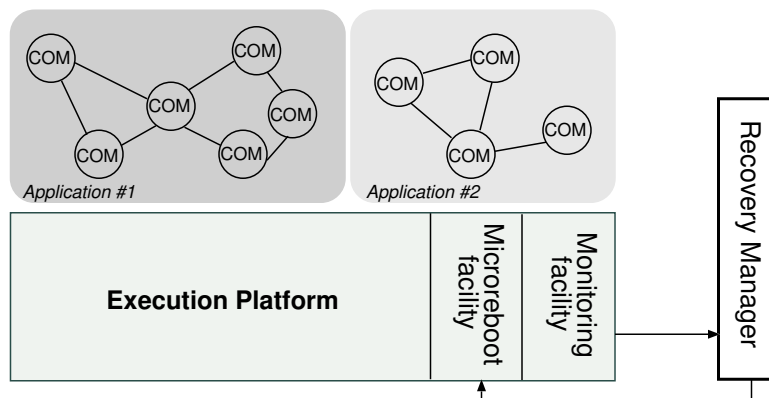 COM
COM
COM
COM
COM
COM
Application #1
COM
COM
COM
COM
Application #2
Execution Platform
Microreboot
facility
Monitoring
facility
Recovery Manager